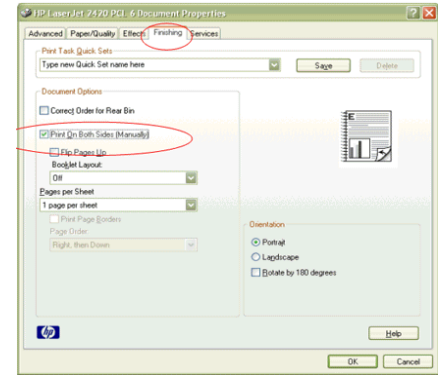 HP LaserJet 2420 PCL 6 Document Properties
Advanced Paper/Quality Effects Finishing Services
Print Task Quick Sets
Type new Quick Set name here Save Delete
Document Options
Correct Order for Rear Bin
Print On Both Sides (Manually)
Flip Pages Up
Booklet Layout:
Off
Pages per Sheet
1 page per sheet
Print Page Borders
Page Order
Right, then Down
Orientation
Portrait
Landscape
Rotate by 180 degrees
hp
Help
OK Cancel